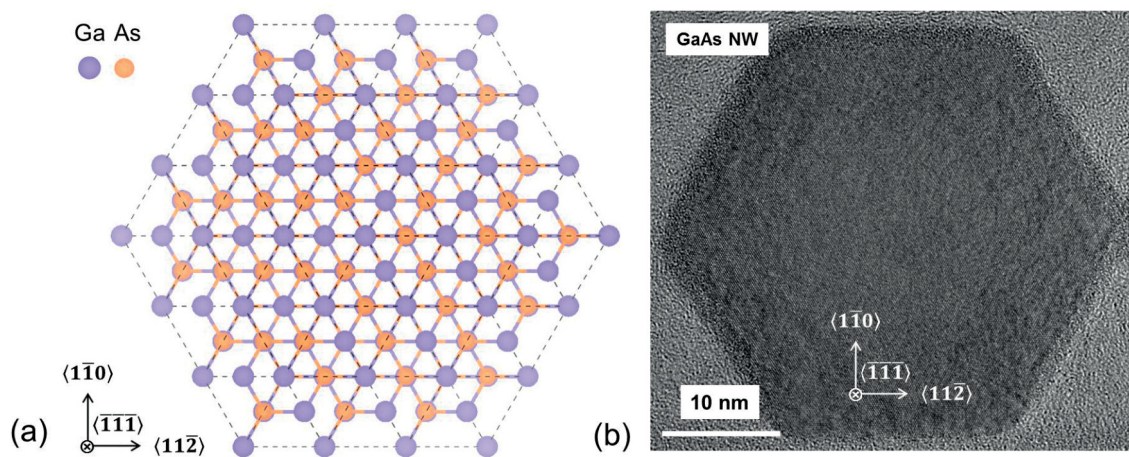 Ga As
⟨11̅0⟩
⟨1̅1̅1̅⟩
⟨112̅⟩
(a)
GaAs NW
⟨11̅0⟩
⟨1̅1̅1̅⟩
⟨112̅⟩
10 nm
(b)